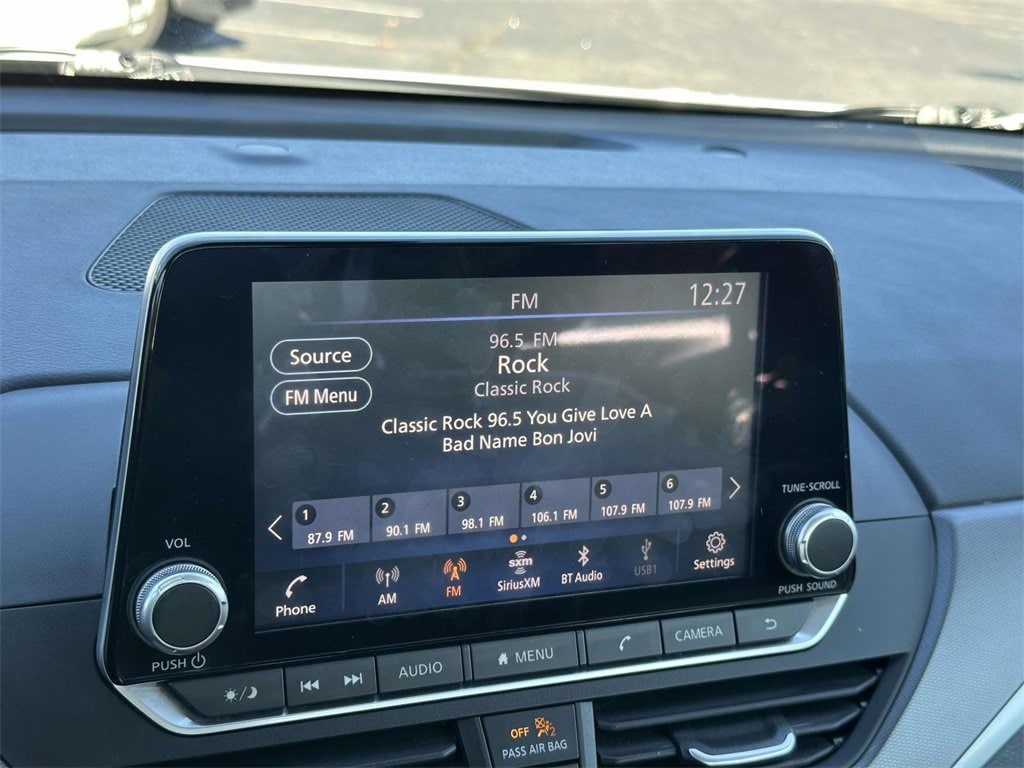 FM
12:27
Source
96.5 FM
Rock
FM Menu
Classic Rock
Classic Rock 96.5 You Give Love A
Bad Name Bon Jovi
1
87.9 FM
2
90.1 FM
3
98.1 FM
4
106.1 FM
5
107.9 FM
6
107.9 FM
TUNE·SCROLL
VOL
Phone
AM
FM
sxm
SiriusXM
BT Audio
USB1
Settings
PUSH SOUND
PUSH
AUDIO
MENU
CAMERA
OFF 2
PASS AIR BAG